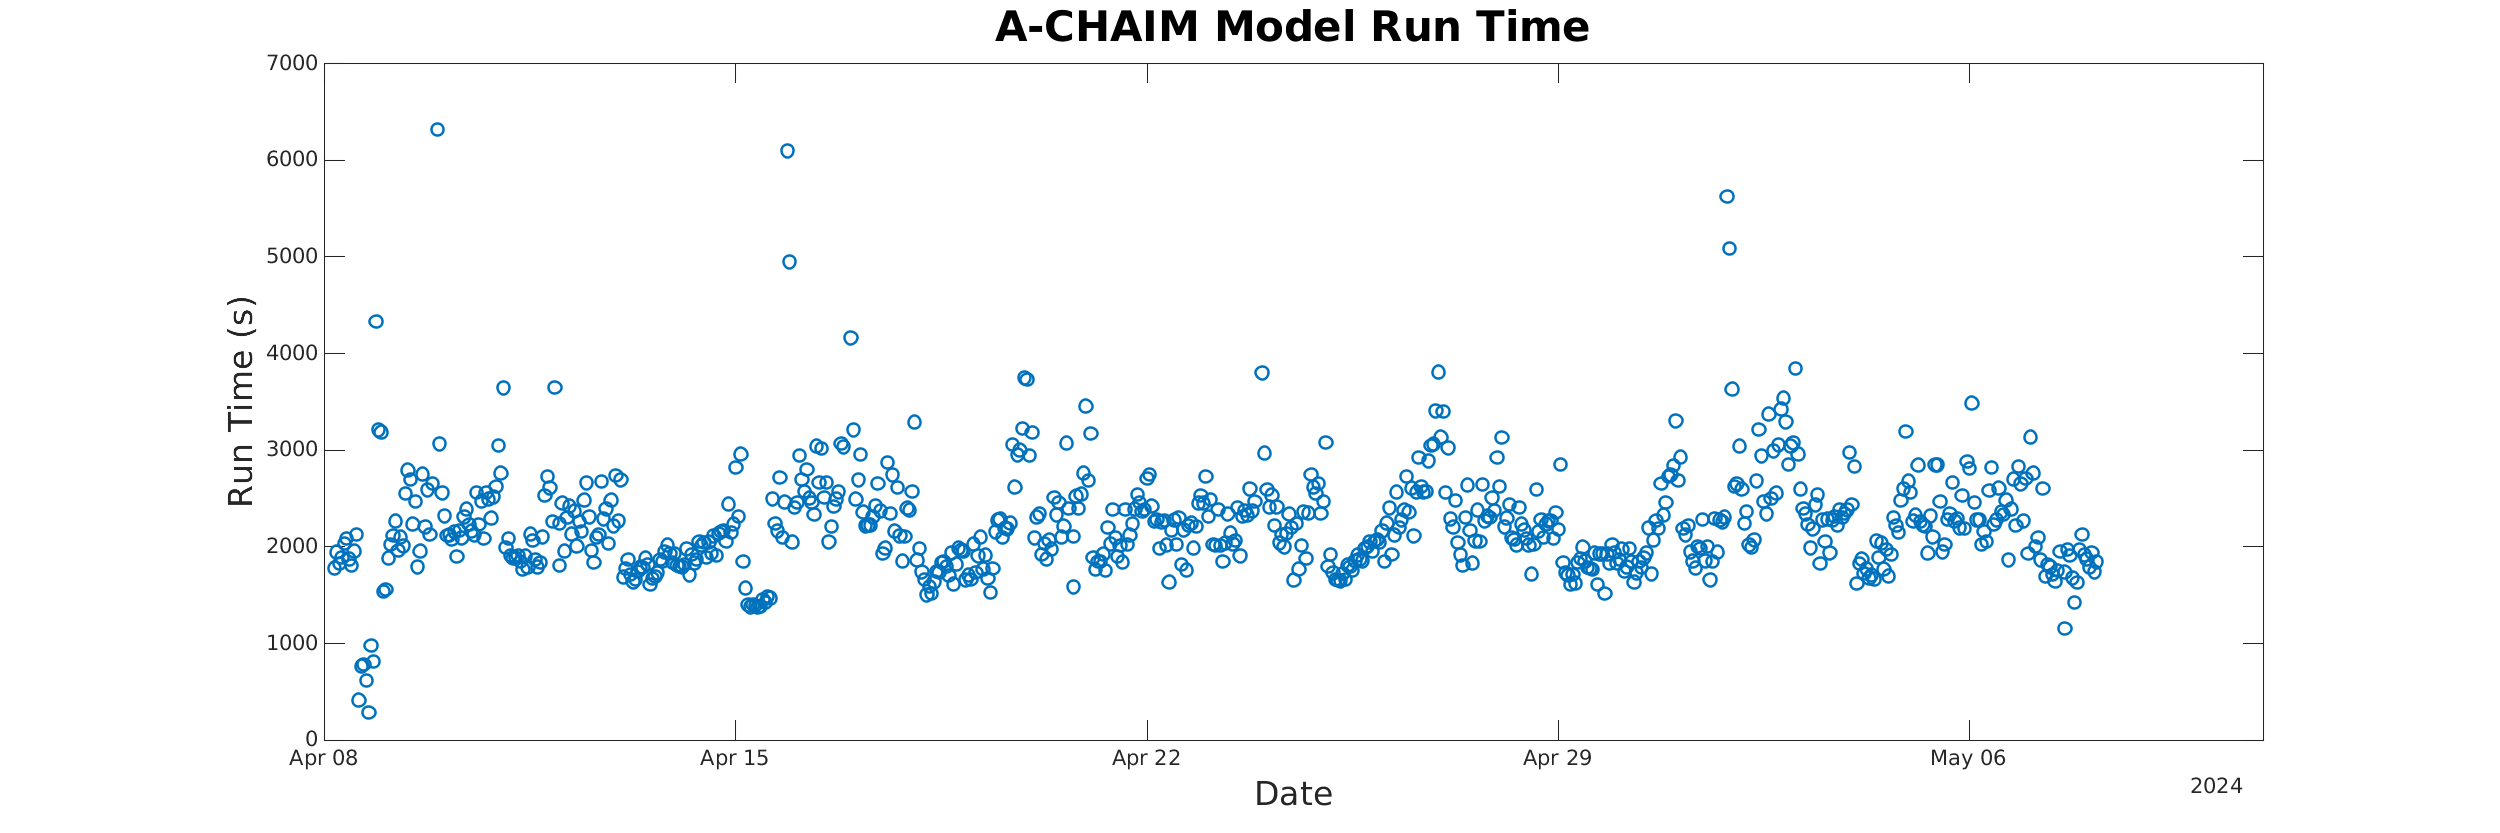 A-CHAIM Model Run Time
7000
6000
5000
4000
3000
2000
1000
0
Run Time (s)
Apr 08
Apr 15
Apr 22
Apr 29
May 06
2024
Date